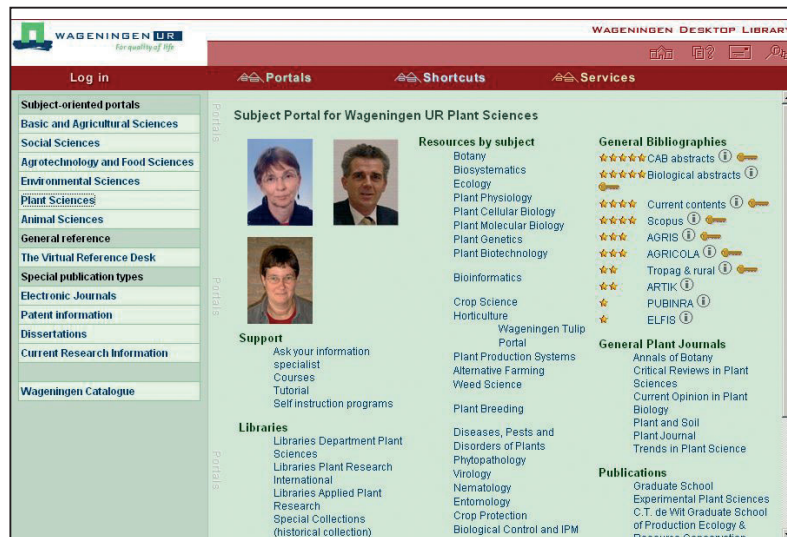 WAGENINGEN UR
For quality of life
WAGENINGEN DESKTOP LIBRARY
Log in
Portals
Shortcuts
Services
Subject-oriented portals
Basic and Agricultural Sciences
Social Sciences
Agrotechnology and Food Sciences
Environmental Sciences
Plant Sciences
Animal Sciences
General reference
The Virtual Reference Desk
Special publication types
Electronic Journals
Patent information
Dissertations
Current Research Information
Wageningen Catalogue
Portals
Portals
Portals
Subject Portal for Wageningen UR Plant Sciences
Support
Ask your information
specialist
Courses
Tutorial
Self instruction programs
Libraries
Libraries Department Plant
Sciences
Libraries Plant Research
International
Libraries Applied Plant
Research
Special Collections
(historical collection)
Resources by subject
Botany
Biosystematics
Ecology
Plant Physiology
Plant Cellular Biology
Plant Molecular Biology
Plant Genetics
Plant Biotechnology
Bioinformatics
Crop Science
Horticulture
Wageningen Tulip
Portal
Plant Production Systems
Alternative Farming
Weed Science
Plant Breeding
Diseases, Pests and
Disorders of Plants
Phytopathology
Virology
Nematology
Entomology
Crop Protection
Biological Control and IPM
General Bibliographies
CAB abstracts
Biological abstracts
Current contents
Scopus
AGRIS
AGRICOLA
Tropag & rural
ARTIK
PUBINRA
ELFIS
General Plant Journals
Annals of Botany
Critical Reviews in Plant
Sciences
Current Opinion in Plant
Biology
Plant and Soil
Plant Journal
Trends in Plant Science
Publications
Graduate School
Experimental Plant Sciences
C.T. de Wit Graduate School
of Production Ecology &
Resource Conservation